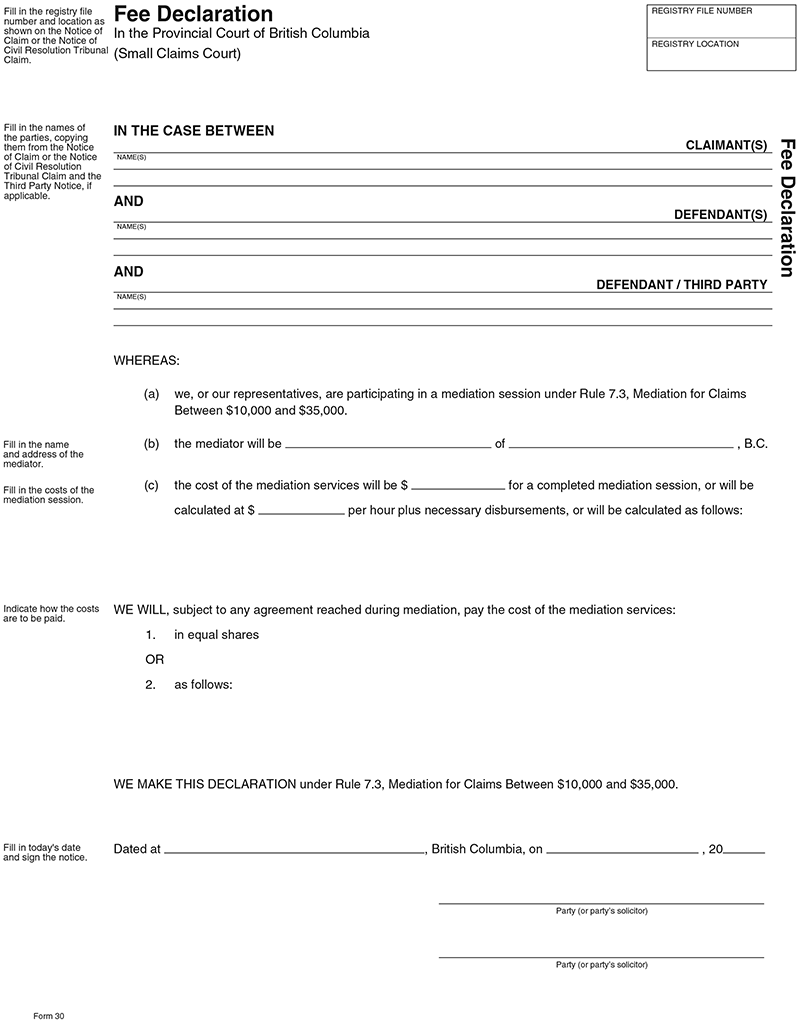 Fill in the registry file
number and location as
shown on the Notice of
Claim or the Notice of
Civil Resolution Tribunal
Claim.
Fee Declaration
In the Provincial Court of British Columbia
(Small Claims Court)
REGISTRY FILE NUMBER
REGISTRY LOCATION
Fee Declaration
Fill in the names of
the parties, copying
them from the Notice
of Claim or the Notice
of Civil Resolution
Tribunal Claim and the
Third Party Notice, if
applicable.
IN THE CASE BETWEEN
CLAIMANT(S)
NAME(S)
AND
DEFENDANT(S)
NAME(S)
AND
DEFENDANT / THIRD PARTY
NAME(S)
WHEREAS:
(a) we, or our representatives, are participating in a mediation session under Rule 7.3, Mediation for Claims
Between $10,000 and $35,000.
Fill in the name
and address of the
mediator.
(b) the mediator will be of , B.C.
Fill in the costs of the
mediation session.
(c) the cost of the mediation services will be $ for a completed mediation session, or will be
calculated at $ per hour plus necessary disbursements, or will be calculated as follows:
Indicate how the costs
are to be paid.
WE WILL, subject to any agreement reached during mediation, pay the cost of the mediation services:
1. in equal shares
OR
2. as follows:
WE MAKE THIS DECLARATION under Rule 7.3, Mediation for Claims Between $10,000 and $35,000.
Fill in today's date
and sign the notice.
Dated at , British Columbia, on , 20
Party (or party's solicitor)
Party (or party's solicitor)
Form 30